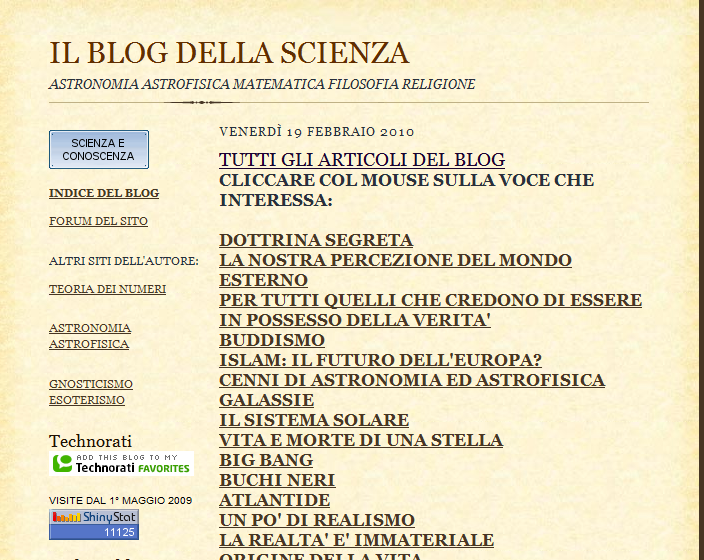 IL BLOG DELLA SCIENZA
ASTRONOMIA ASTROFISICA MATEMATICA FILOSOFIA RELIGIONE
SCIENZA E
CONOSCENZA
INDICE DEL BLOG
FORUM DEL SITO
ALTRI SITI DELL'AUTORE:
TEORIA DEI NUMERI
ASTRONOMIA
ASTROFISICA
GNOSTICISMO
ESOTERISMO
Technorati
ADD THIS BLOG TO MY
Technorati FAVORITES
VISITE DAL 1° MAGGIO 2009
ShinyStat
11125
VENERDÌ 19 FEBBRAIO 2010
TUTTI GLI ARTICOLI DEL BLOG
CLICCARE COL MOUSE SULLA VOCE CHE
INTERESSA:
DOTTRINA SEGRETA
LA NOSTRA PERCEZIONE DEL MONDO
ESTERNO
PER TUTTI QUELLI CHE CREDONO DI ESSERE
IN POSSESSO DELLA VERITA'
BUDDISMO
ISLAM: IL FUTURO DELL'EUROPA?
CENNI DI ASTRONOMIA ED ASTROFISICA
GALASSIE
IL SISTEMA SOLARE
VITA E MORTE DI UNA STELLA
BIG BANG
BUCHI NERI
ATLANTIDE
UN PO' DI REALISMO
LA REALTA' E' IMMATERIALE
ORIGINE DELLA VITA